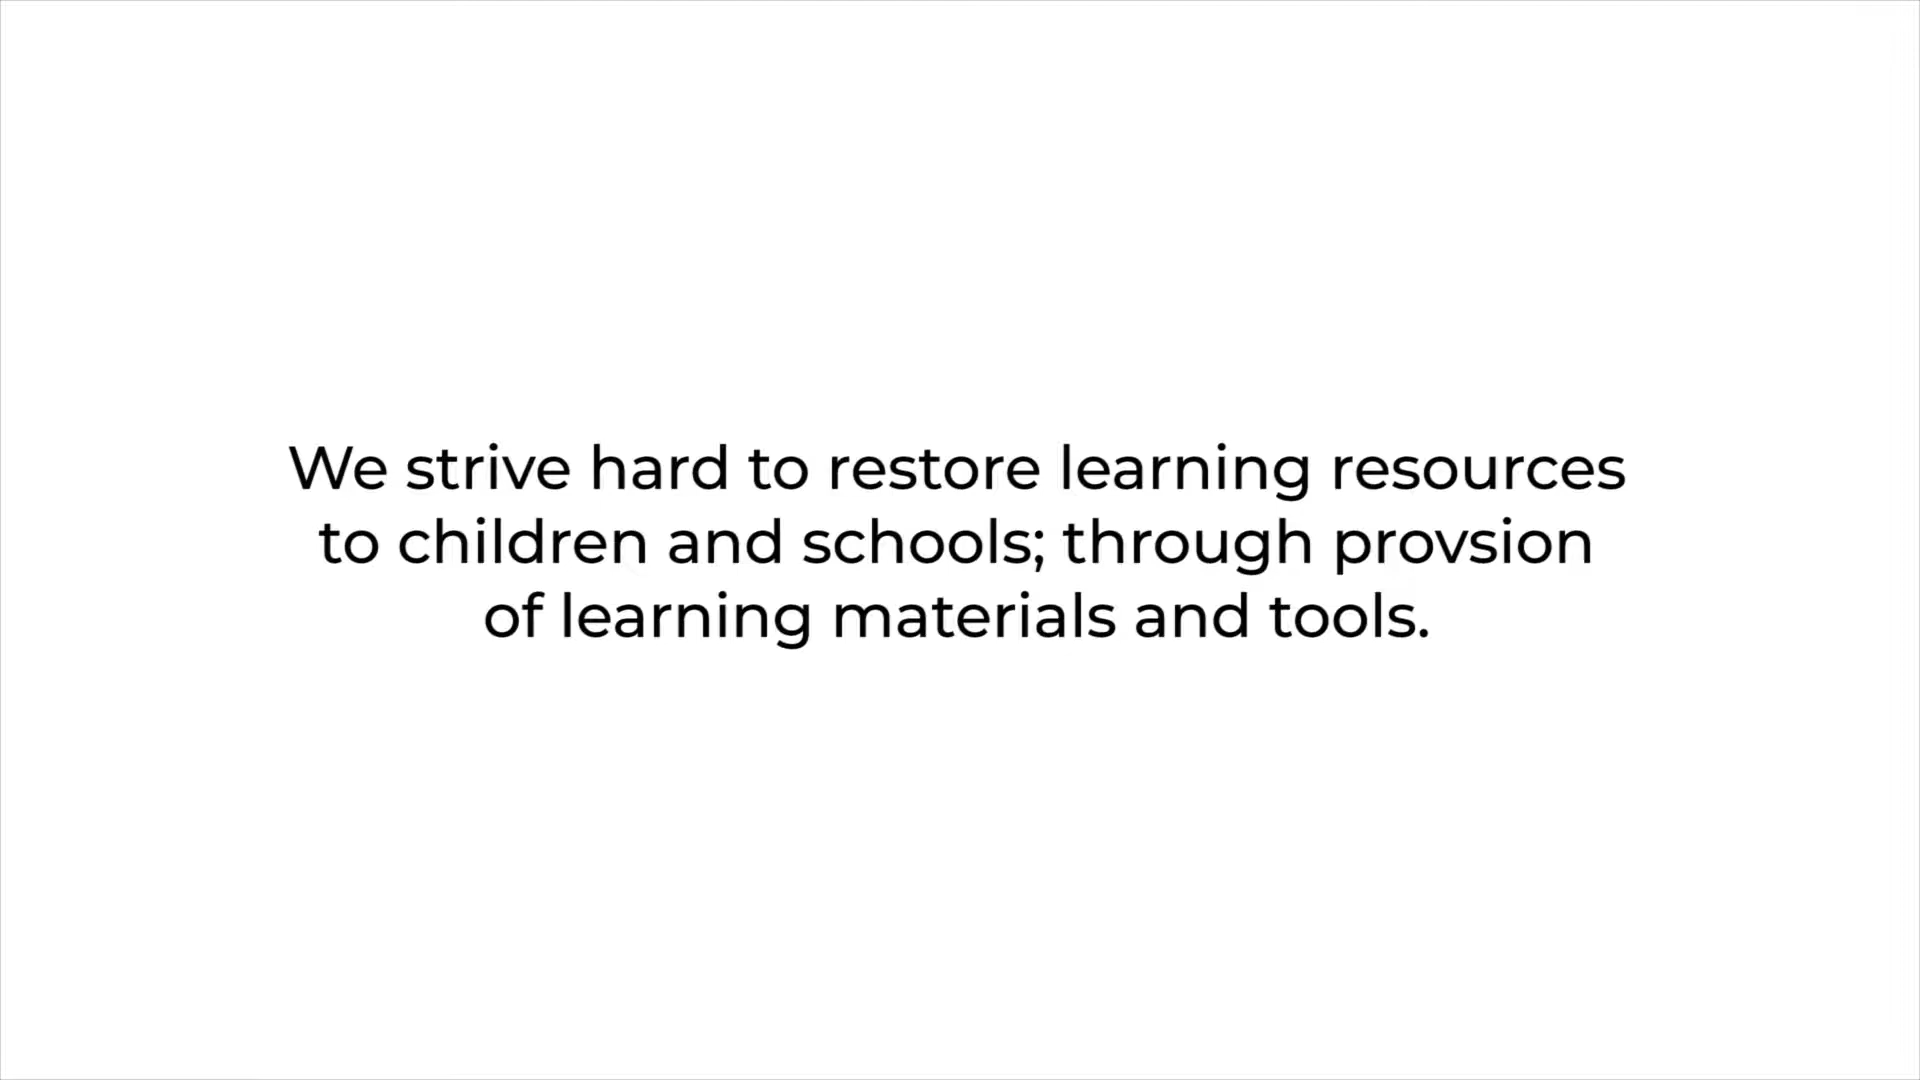 We strive hard to restore learning resources
to children and schools; through provsion
of learning materials and tools.